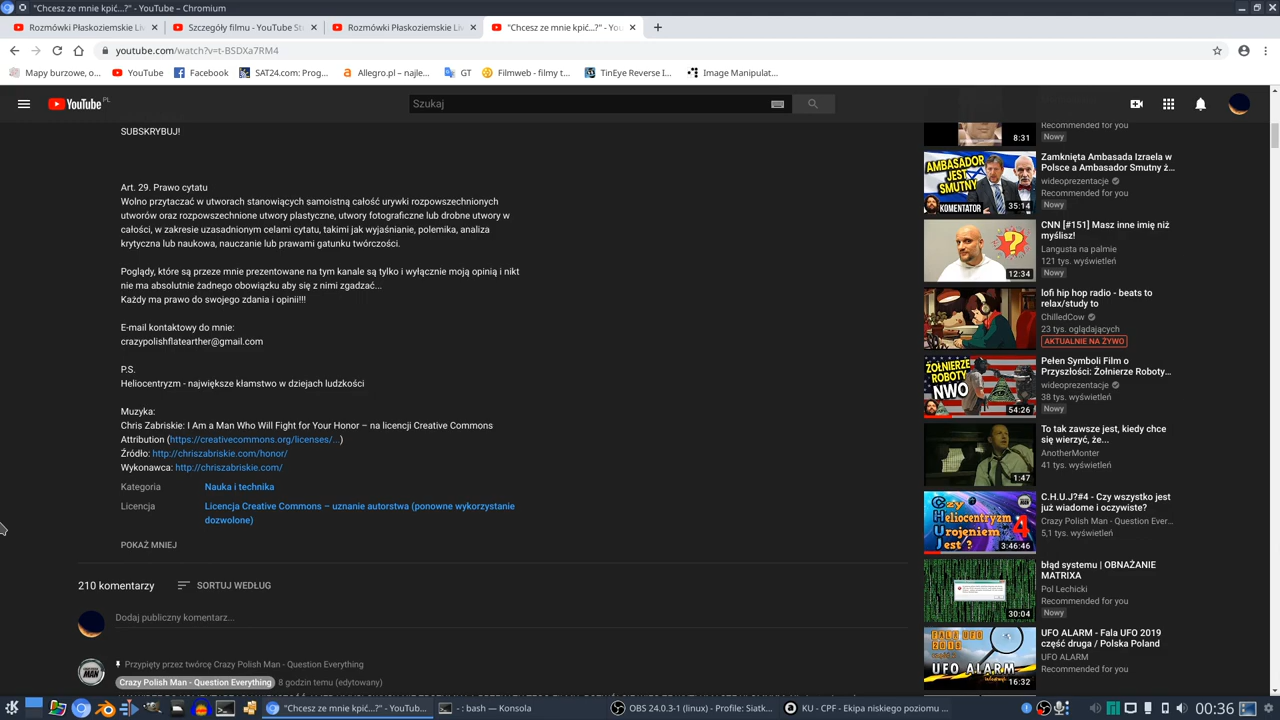 "Chcesz ze mnie kpić...?" - YouTube – Chromium
Rozmówki Płaskoziemskie Liv
Szczegóły filmu - YouTube St
Rozmówki Płaskoziemskie Liv
"Chcesz ze mnie kpić...?" - You
youtube.com/watch?v=t-BSDXa7RM4
Mapy burzowe, o...
YouTube
Facebook
SAT24.com: Prog...
Allegro.pl – najle...
GT
Filmweb - filmy t...
TinEye Reverse I...
Image Manipulat...
YouTube PL
Szukaj
SUBSKRYBUJ!
Art. 29. Prawo cytatu
Wolno przytaczać w utworach stanowiących samoistną całość urywki rozpowszechnionych
utworów oraz rozpowszechnione utwory plastyczne, utwory fotograficzne lub drobne utwory w
całości, w zakresie uzasadnionym celami cytatu, takimi jak wyjaśnianie, polemika, analiza
krytyczna lub naukowa, nauczanie lub prawami gatunku twórczości.
Poglądy, które są przeze mnie prezentowane na tym kanale są tylko i wyłącznie moją opinią i nikt
nie ma absolutnie żadnego obowiązku aby się z nimi zgadzać...
Każdy ma prawo do swojego zdania i opinii!!!
E-mail kontaktowy do mnie:
crazypolishflatearther@gmail.com
P.S.
Heliocentryzm - największe kłamstwo w dziejach ludzkości
Muzyka:
Chris Zabriskie: I Am a Man Who Will Fight for Your Honor – na licencji Creative Commons
Attribution (https://creativecommons.org/licenses/...)
Źródło: http://chriszabriskie.com/honor/
Wykonawca: http://chriszabriskie.com/
Kategoria Nauka i technika
Licencja Licencja Creative Commons – uznanie autorstwa (ponowne wykorzystanie
dozwolone)
POKAŻ MNIEJ
210 komentarzy SORTUJ WEDŁUG
Dodaj publiczny komentarz...
Przypięty przez twórcę Crazy Polish Man - Question Everything
Crazy Polish Man - Question Everything 8 godzin temu (edytowany)
8:31
Recommended for you
Nowy
AMBASADOR
JEST
SMUTNY
KOMENTATOR
35:14
Zamknięta Ambasada Izraela w
Polsce a Ambasador Smutny ż...
wideoprezentacje
Recommended for you
Nowy
12:34
CNN [#151] Masz inne imię niż
myślisz!
Langusta na palmie
121 tys. wyświetleń
Nowy
lofi hip hop radio - beats to
relax/study to
ChilledCow
23 tys. oglądających
AKTUALNIE NA ŻYWO
ŻOŁNIERZE
ROBOTY
NWO
54:26
Pełen Symboli Film o
Przyszłości: Żołnierze Roboty...
wideoprezentacje
38 tys. wyświetleń
Nowy
1:47
To tak zawsze jest, kiedy chce
się wierzyć, że...
AnotherMonter
41 tys. wyświetleń
Czy
Heliocentryzm
Urojeniem
Jest ?
4
3:46:46
C.H.U.J?#4 - Czy wszystko jest
już wiadome i oczywiste?
Crazy Polish Man - Question Ever...
5,1 tys. wyświetleń
30:04
błąd systemu | OBNAŻANIE
MATRIXA
Pol Lechicki
Recommended for you
Nowy
FALA UFO
2019
UFO ALARM
16:32
UFO ALARM - Fala UFO 2019
część druga / Polska Poland
UFO ALARM
Recommended for you
"Chcesz ze mnie kpić...?" - YouTub...
- : bash — Konsola
OBS 24.0.3-1 (linux) - Profile: Siatk...
KU - CPF - Ekipa niskiego poziomu ...
00:36